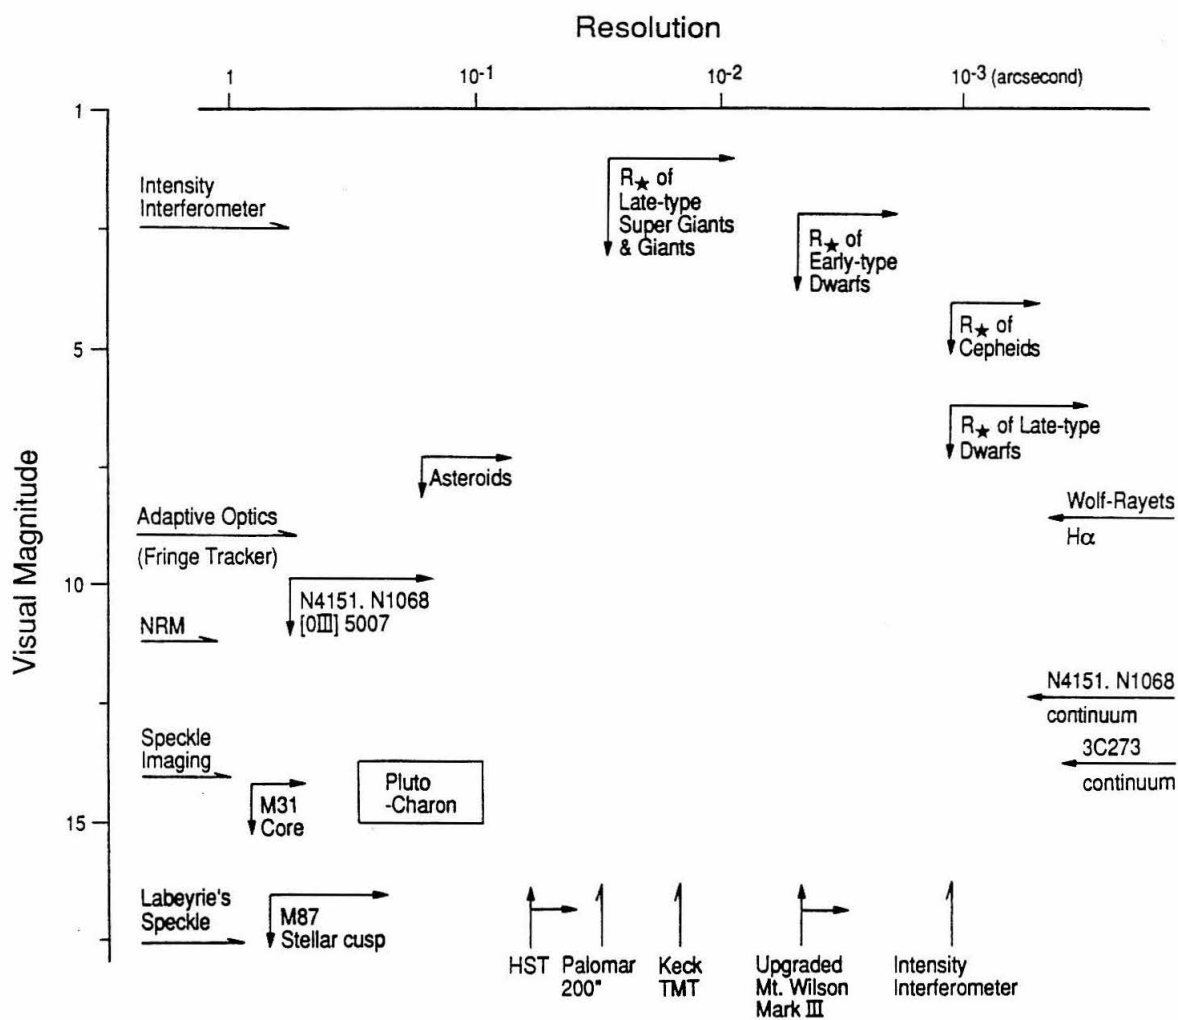 Resolution
1
10-1
10-2
10-3 (arcsecond)
1
5
10
15
Visual Magnitude
Intensity
Interferometer
R★ of
Late-type
Super Giants
& Giants
R★ of
Early-type
Dwarfs
R★ of
Cepheids
R★ of Late-type
Dwarfs
Asteroids
Wolf-Rayets
Hα
Adaptive Optics
(Fringe Tracker)
N4151. N1068
[0III] 5007
NRM
N4151. N1068
continuum
3C273
continuum
Speckle
Imaging
M31
Core
Pluto
-Charon
Labeyrie's
Speckle
M87
Stellar cusp
HST
Palomar
200"
Keck
TMT
Upgraded
Mt. Wilson
Mark III
Intensity
Interferometer